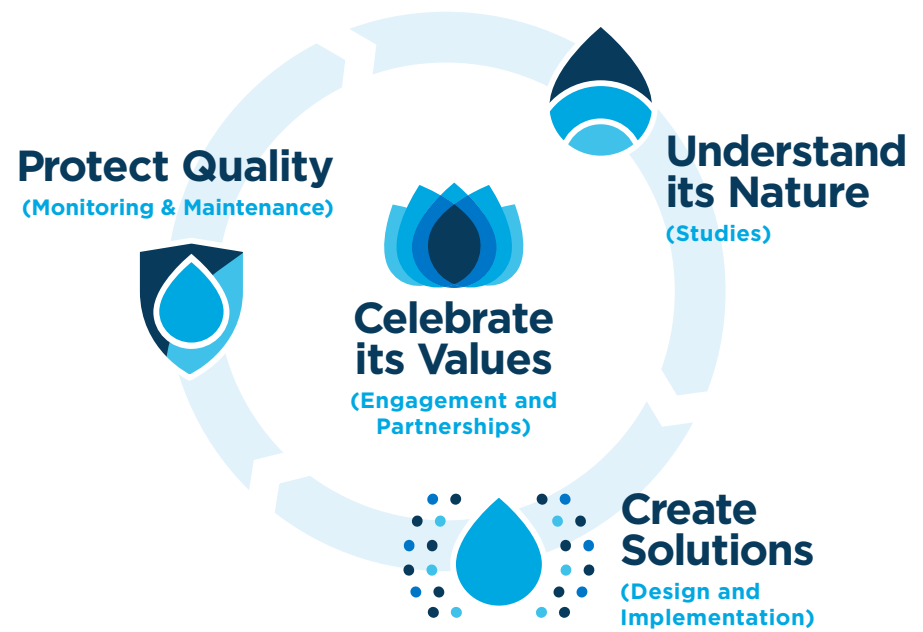 Protect Quality
(Monitoring & Maintenance)
Understand
its Nature
(Studies)
Celebrate
its Values
(Engagement and
Partnerships)
Create
Solutions
(Design and
Implementation)